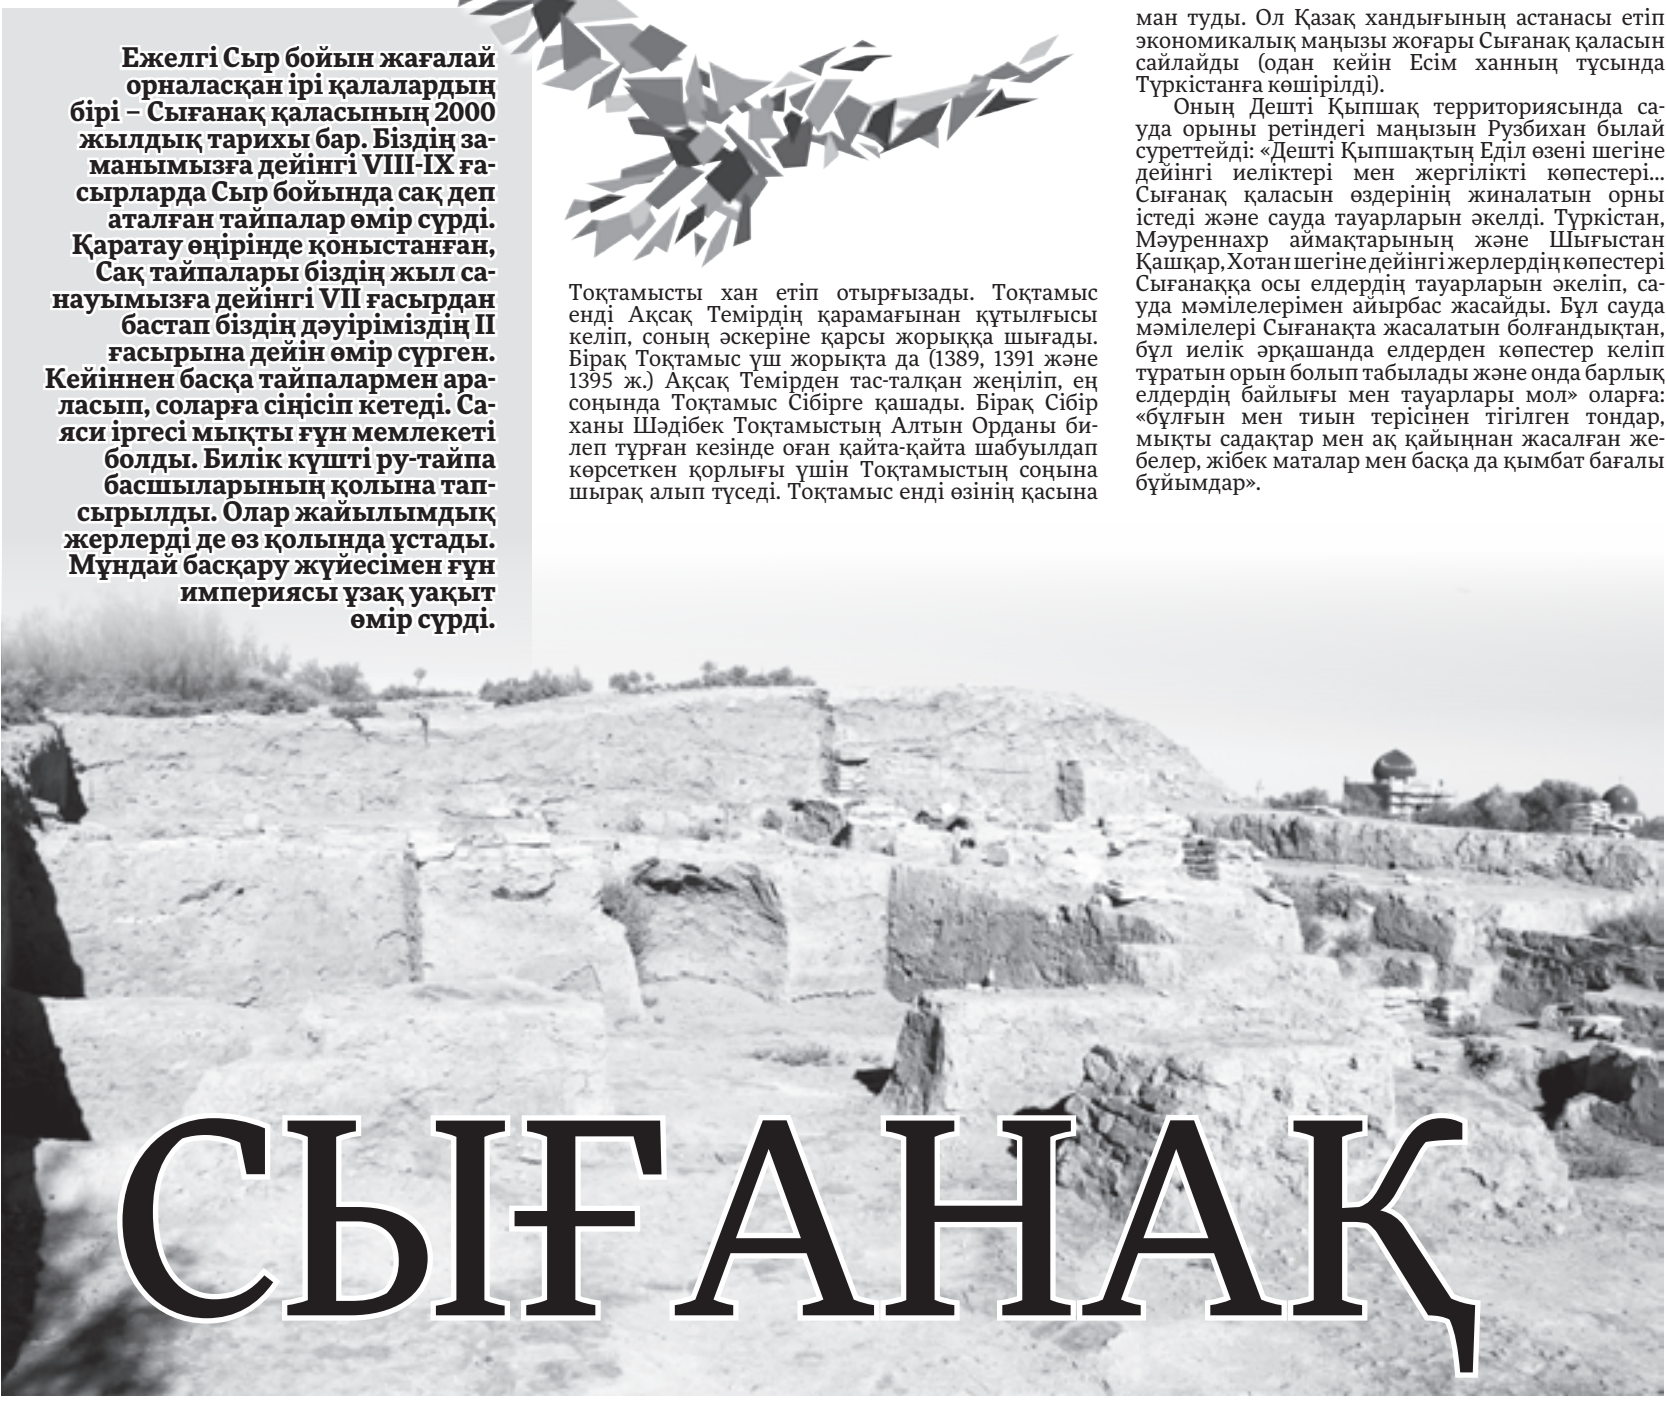 Ежелгі Сыр бойын жағалай
орналасқан ірі қалалардың
бірі – Сығанақ қаласының 2000
жылдық тарихы бар. Біздің за-
манымызға дейінгі VIII-IX ға-
сырларда Сыр бойында сақ деп
аталған тайпалар өмір сүрді.
Қаратау өңірінде қоныстанған,
Сақ тайпалары біздің жыл са-
науымызға дейінгі VII ғасырдан
бастап біздің дәуіріміздің II
ғасырына дейін өмір сүрген.
Кейіннен басқа тайпалармен ара-
ласып, соларға сіңісіп кетеді. Са-
яси іргесі мықты ғұн мемлекеті
болды. Билік күшті ру-тайпа
басшыларының қолына тап-
сырылды. Олар жайылымдық
жерлерді де өз қолында ұстады.
Мұндай басқару жүйесімен ғұн
империясы ұзақ уақыт
өмір сүрді.
Тоқтамысты хан етіп отырғызады. Тоқтамыс
енді Ақсақ Темірдің қарамағынан құтылғысы
келіп, соның әскеріне қарсы жорыққа шығады.
Бірақ Тоқтамыс үш жорықта да (1389, 1391 және
1395 ж.) Ақсақ Темірден тас-талқан жеңіліп, ең
соңында Тоқтамыс Сібірге қашады. Бірақ Сібір
ханы Шәдібек Тоқтамыстың Алтын Орданы би-
леп тұрған кезінде оған қайта-қайта шабуылдап
көрсеткен қорлығы үшін Тоқтамыстың соңына
шырақ алып түседі. Тоқтамыс енді өзінің қасына
ман туды. Ол Қазақ хандығының астанасы етіп
экономикалық маңызы жоғары Сығанақ қаласын
сайлайды (одан кейін Есім ханның тұсында
Түркістанға көшірілді).
Оның Дешті Қыпшақ территориясында са-
уда орыны ретіндегі маңызын Рузбихан былай
суреттейді: «Дешті Қыпшақтың Еділ өзені шегіне
дейінгі иеліктері мен жергілікті көпестері...
Сығанақ қаласын өздерінің жиналатын орны
істеді және сауда тауарларын әкелді. Түркістан,
Мәуреннахр аймақтарының және Шығыстан
Қашқар, Хотан шегіне дейінгі жерлердің көпестері
Сығанаққа осы елдердің тауарларын әкеліп, са-
уда мәмілелерімен айырбас жасайды. Бұл сауда
мәмілелері Сығанақта жасалатын болғандықтан,
бұл иелік әрқашанда елдерден көпестер келіп
тұратын орын болып табылады және онда барлық
елдердің байлығы мен тауарлары мол» оларға:
«бұлғын мен тиын терісінен тігілген тондар,
мықты садақтар мен ақ қайыңнан жасалған же-
белер, жібек маталар мен басқа да қымбат бағалы
бұйымдар».
СЫҒАНАҚ